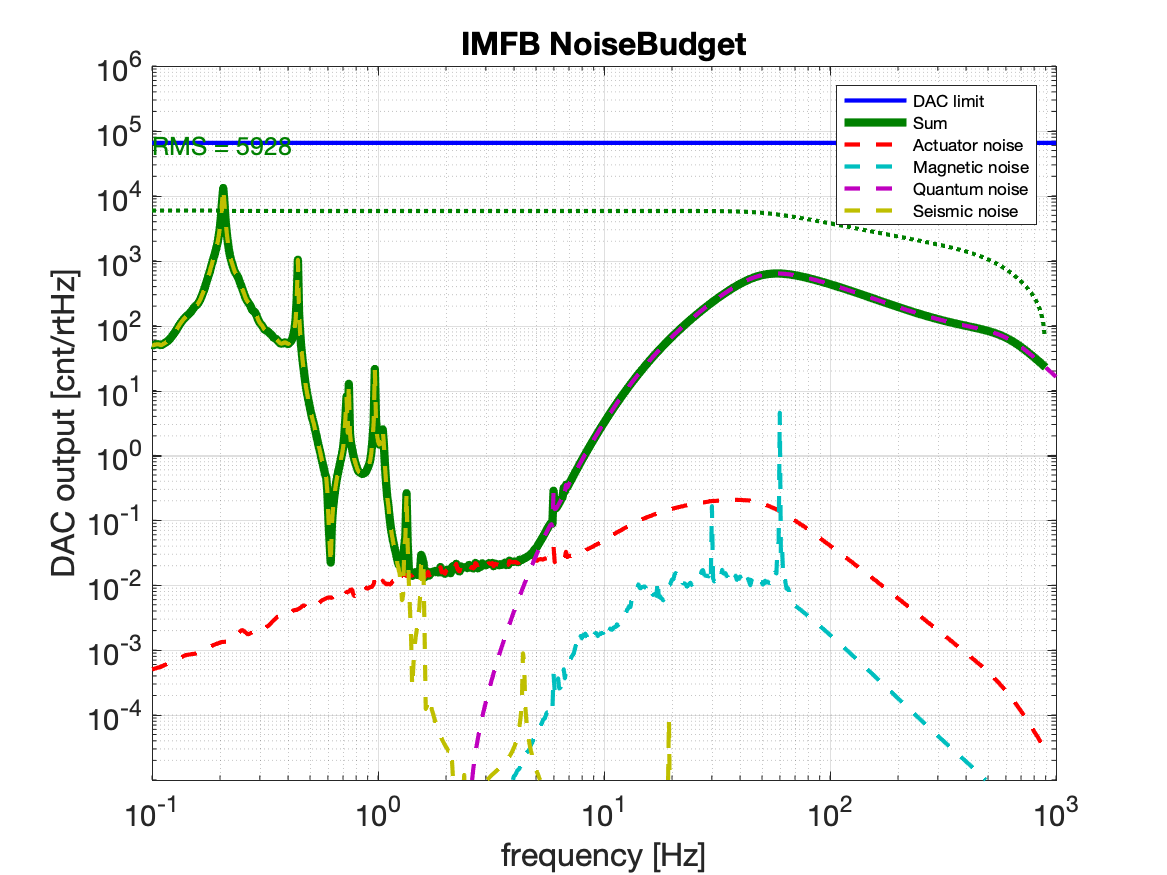 IMFB NoiseBudget
DAC output [cnt/rtHz]
10^6
10^5
10^4
10^3
10^2
10^1
10^0
10^-1
10^-2
10^-3
10^-4
RMS = 5928
DAC limit
Sum
Actuator noise
Magnetic noise
Quantum noise
Seismic noise
10^-1 10^0 10^1 10^2 10^3
frequency [Hz]